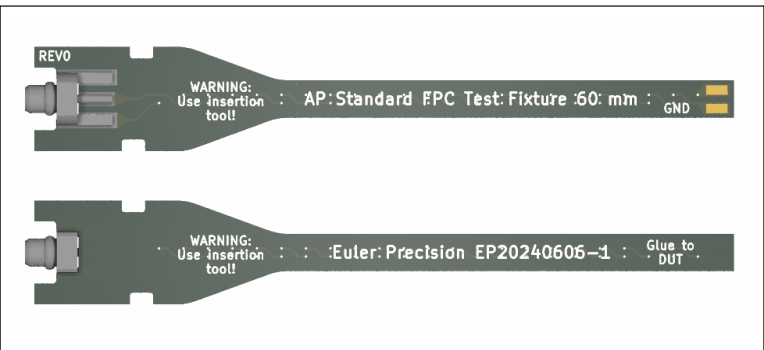 REV0
WARNING:
Use insertion
tool!
AP Standard FPC Test Fixture 60 mm
GND
WARNING:
Use insertion
tool!
Euler Precision EP20240606-1
Glue to
DUT